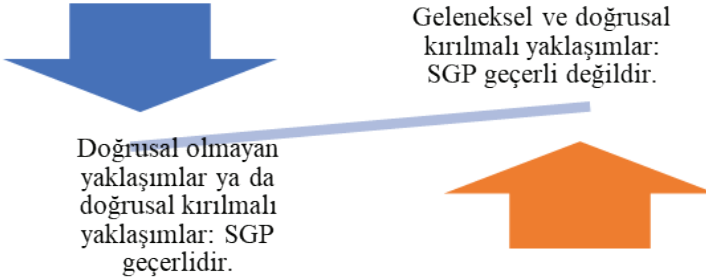 Geleneksel ve doğrusal
kırılmalı yaklaşımlar:
SGP geçerli değildir.
Doğrusal olmayan
yaklaşımlar ya da
doğrusal kırılmalı
yaklaşımlar: SGP
geçerlidir.